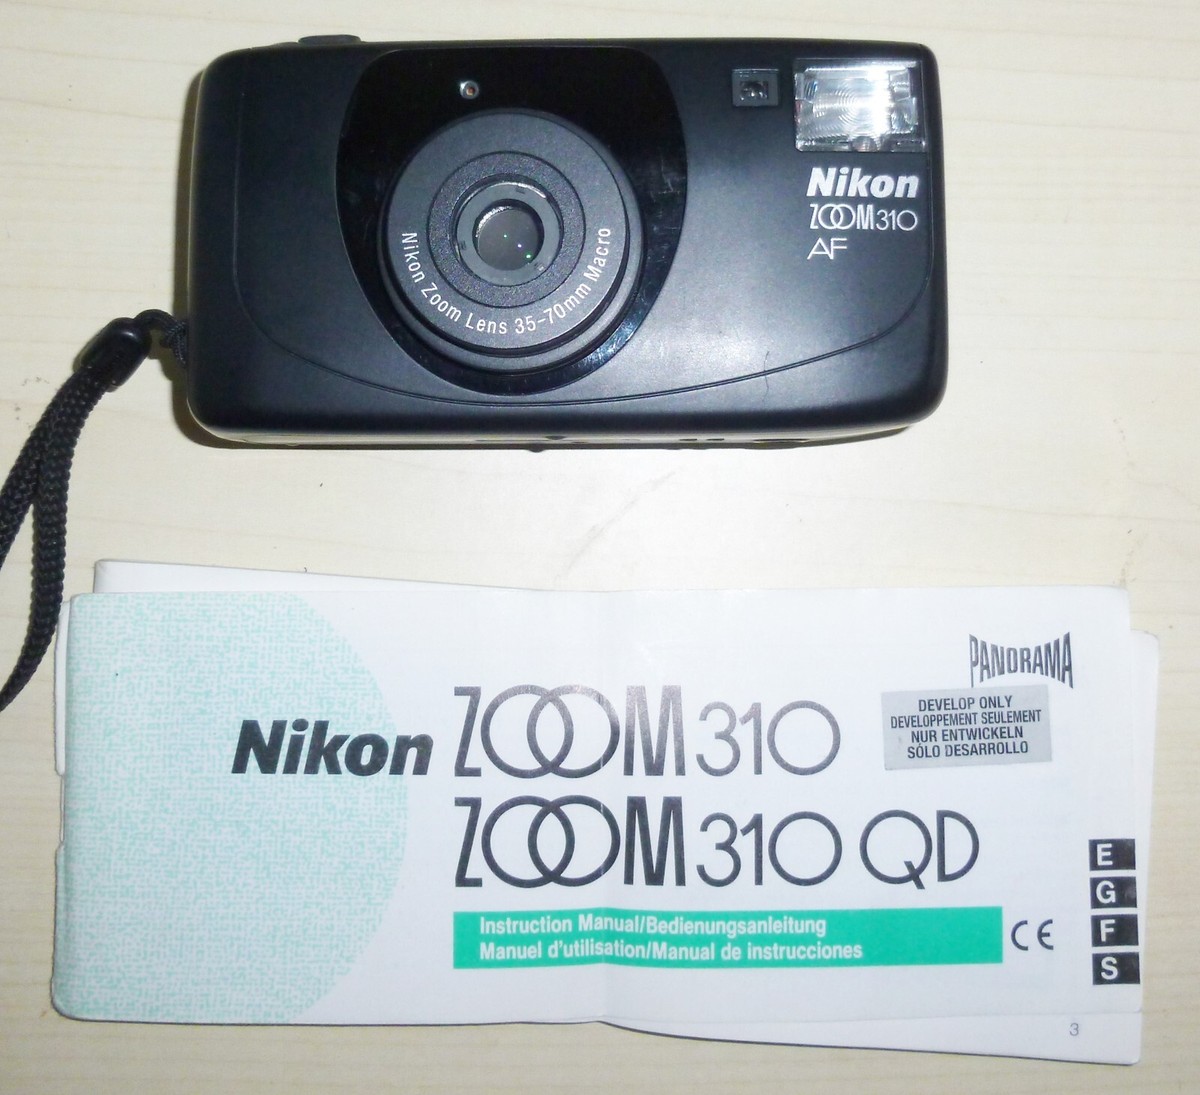 Nikon
ZOOM310
AF
Nikon Zoom Lens 35-70mm Macro
PANORAMA
DEVELOP ONLY
DEVELOPPEMENT SEULEMENT
NUR ENTWICKELN
SÓLO DESARROLLO
Nikon ZOOM310
ZOOM310 QD
Instruction Manual/Bedienungsanleitung
Manuel d'utilisation/Manual de instrucciones
CE
E
G
F
S
3